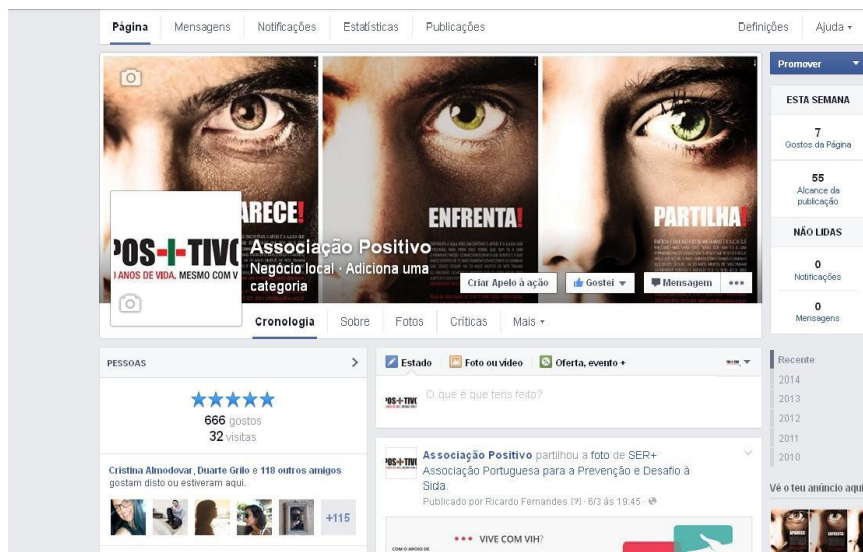 Página Mensagens Notificações Estatísticas Publicações Definições Ajuda
Promover
ESTA SEMANA
7
Gostos da Página
55
Alcance da
publicação
NÃO LIDAS
0
Notificações
0
Mensagens
ARECE!
ENFRENTA!
PARTILHA!
POS+TIVO
ANOS DE VIDA, MESMO COM V
Associação Positivo
Negócio local · Adiciona uma
categoria
Criar Apelo à ação Gostei Mensagem
Cronologia Sobre Fotos Críticas Mais
PESSOAS
666 gostos
32 visitas
Cristina Almodovar, Duarte Grilo e 118 outros amigos
gostam disto ou estiveram aqui.
+115
Estado Foto ou vídeo Oferta, evento +
O que é que tens feito?
Associação Positivo partilhou a foto de SER+
Associação Portuguesa para a Prevenção e Desafio à
Sida.
Publicado por Ricardo Fernandes [?] · 6/3 às 19:45 ·
VIVE COM VIH?
COM O APOIO DE
Recente
2014
2013
2012
2011
2010
Vê o teu anúncio aqui
APARECE! ENFRENTA!